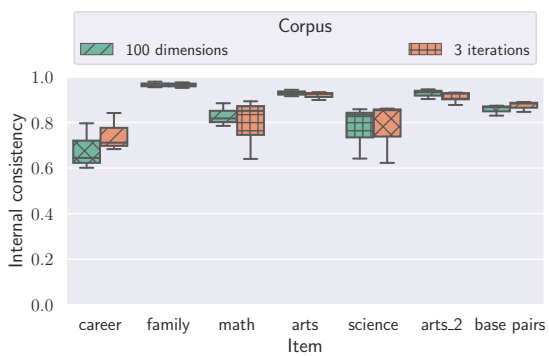 Corpus
100 dimensions 3 iterations
1.0
0.8
0.6
0.4
0.2
0.0
Internal consistency
career family math arts science arts_2 base pairs
Item